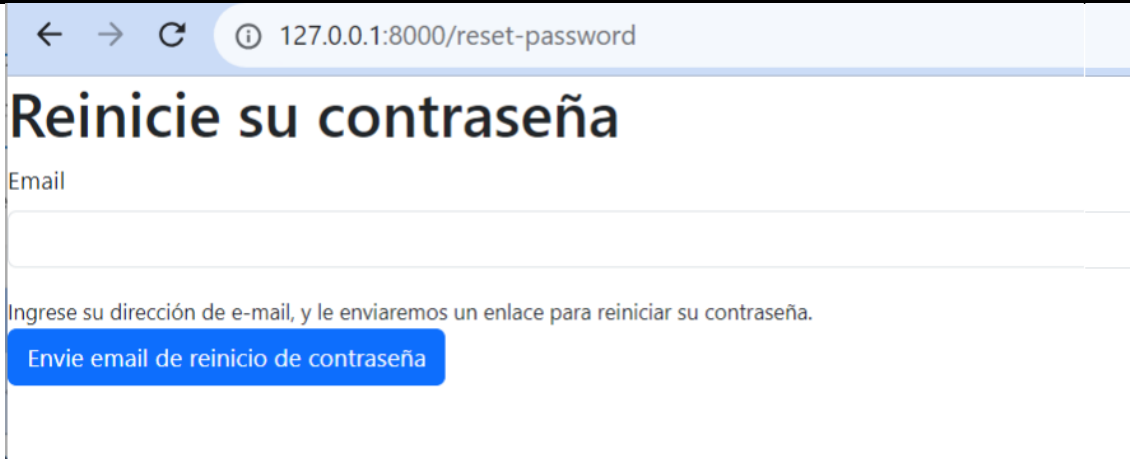 127.0.0.1:8000/reset-password
Reinicie su contraseña
Email
Ingrese su dirección de e-mail, y le enviaremos un enlace para reiniciar su contraseña.
Envie email de reinicio de contraseña